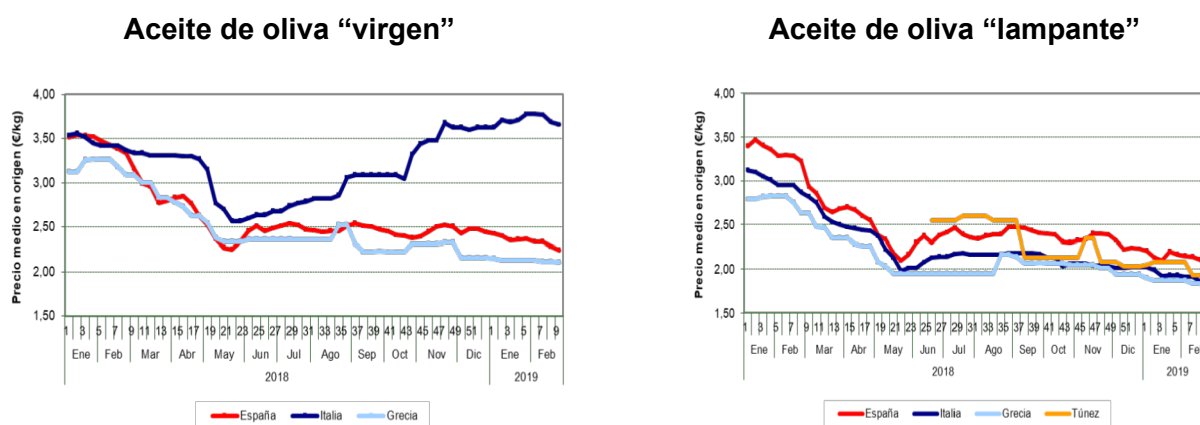 Aceite de oliva “virgen”
Precio medio en origen (€/kg)
4,00
3,50
3,00
2,50
2,00
1,50
1 3 5 7 9 11 13 15 17 19 21 23 25 27 29 31 33 35 37 39 41 43 45 47 49 51 1 3 5 7 9
Ene Feb Mar Abr May Jun Jul Ago Sep Oct Nov Dic Ene Feb
2018 2019
España Italia Grecia
Aceite de oliva “lampante”
Precio medio en origen (€/kg)
4,00
3,50
3,00
2,50
2,00
1,50
1 3 5 7 9 11 13 15 17 19 21 23 25 27 29 31 33 35 37 39 41 43 45 47 49 51 1 3 5 7
Ene Feb Mar Abr May Jun Jul Ago Sep Oct Nov Dic Ene Fe
2018 2019
España Italia Grecia Túnez